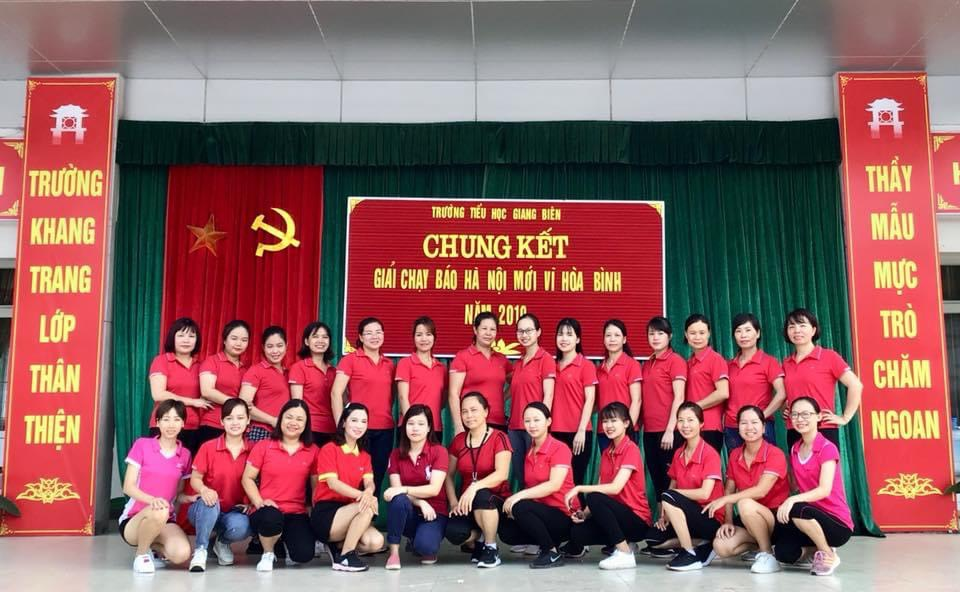 TRƯỜNG
KHANG
TRANG
LỚP
THÂN
THIỆN
TRƯỜNG TIỂU HỌC GIANG BIÊN
CHUNG KẾT
GIẢI CHẠY BÁO HÀ NỘI MỚI VÌ HÒA BÌNH
NĂM
THẦY
MẪU
MỰC TRÒ
CHĂM
NGOAN